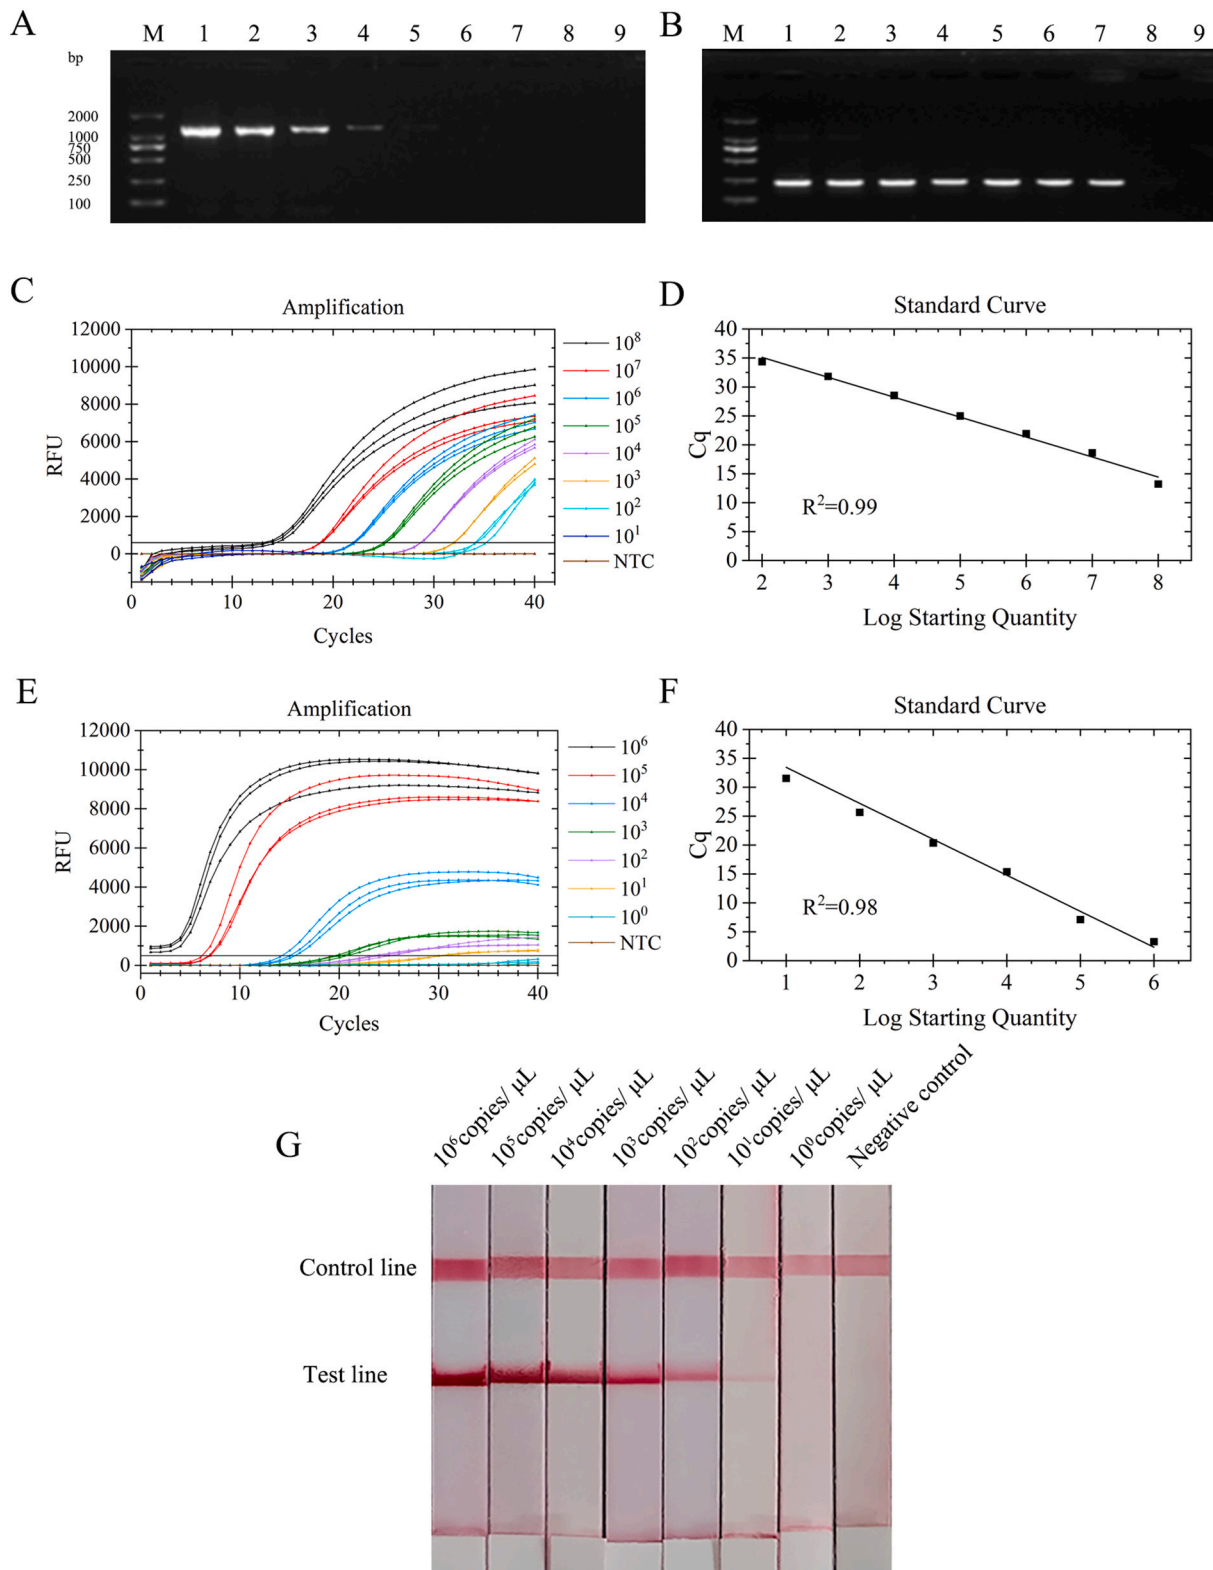 A
M 1 2 3 4 5 6 7 8 9
bp
2000
1000
750
500
250
100
B
M 1 2 3 4 5 6 7 8 9
C
Amplification
12000
10000
8000
6000
4000
2000
0
RFU
0 10 20 30 40
Cycles
10⁸
10⁷
10⁶
10⁵
10⁴
10³
10²
10¹
NTC
D
Standard Curve
40
35
30
25
20
15
10
5
0
Cq
R²=0.99
2 3 4 5 6 7 8
Log Starting Quantity
E
Amplification
12000
10000
8000
6000
4000
2000
0
RFU
0 10 20 30 40
Cycles
10⁶
10⁵
10⁴
10³
10²
10¹
10⁰
NTC
F
Standard Curve
40
35
30
25
20
15
10
5
0
Cq
R²=0.98
1 2 3 4 5 6
Log Starting Quantity
G
10⁶copies/ μL
10⁵copies/ μL
10⁴copies/ μL
10³copies/ μL
10²copies/ μL
10¹copies/ μL
10⁰copies/ μL
Negative control
Control line
Test line